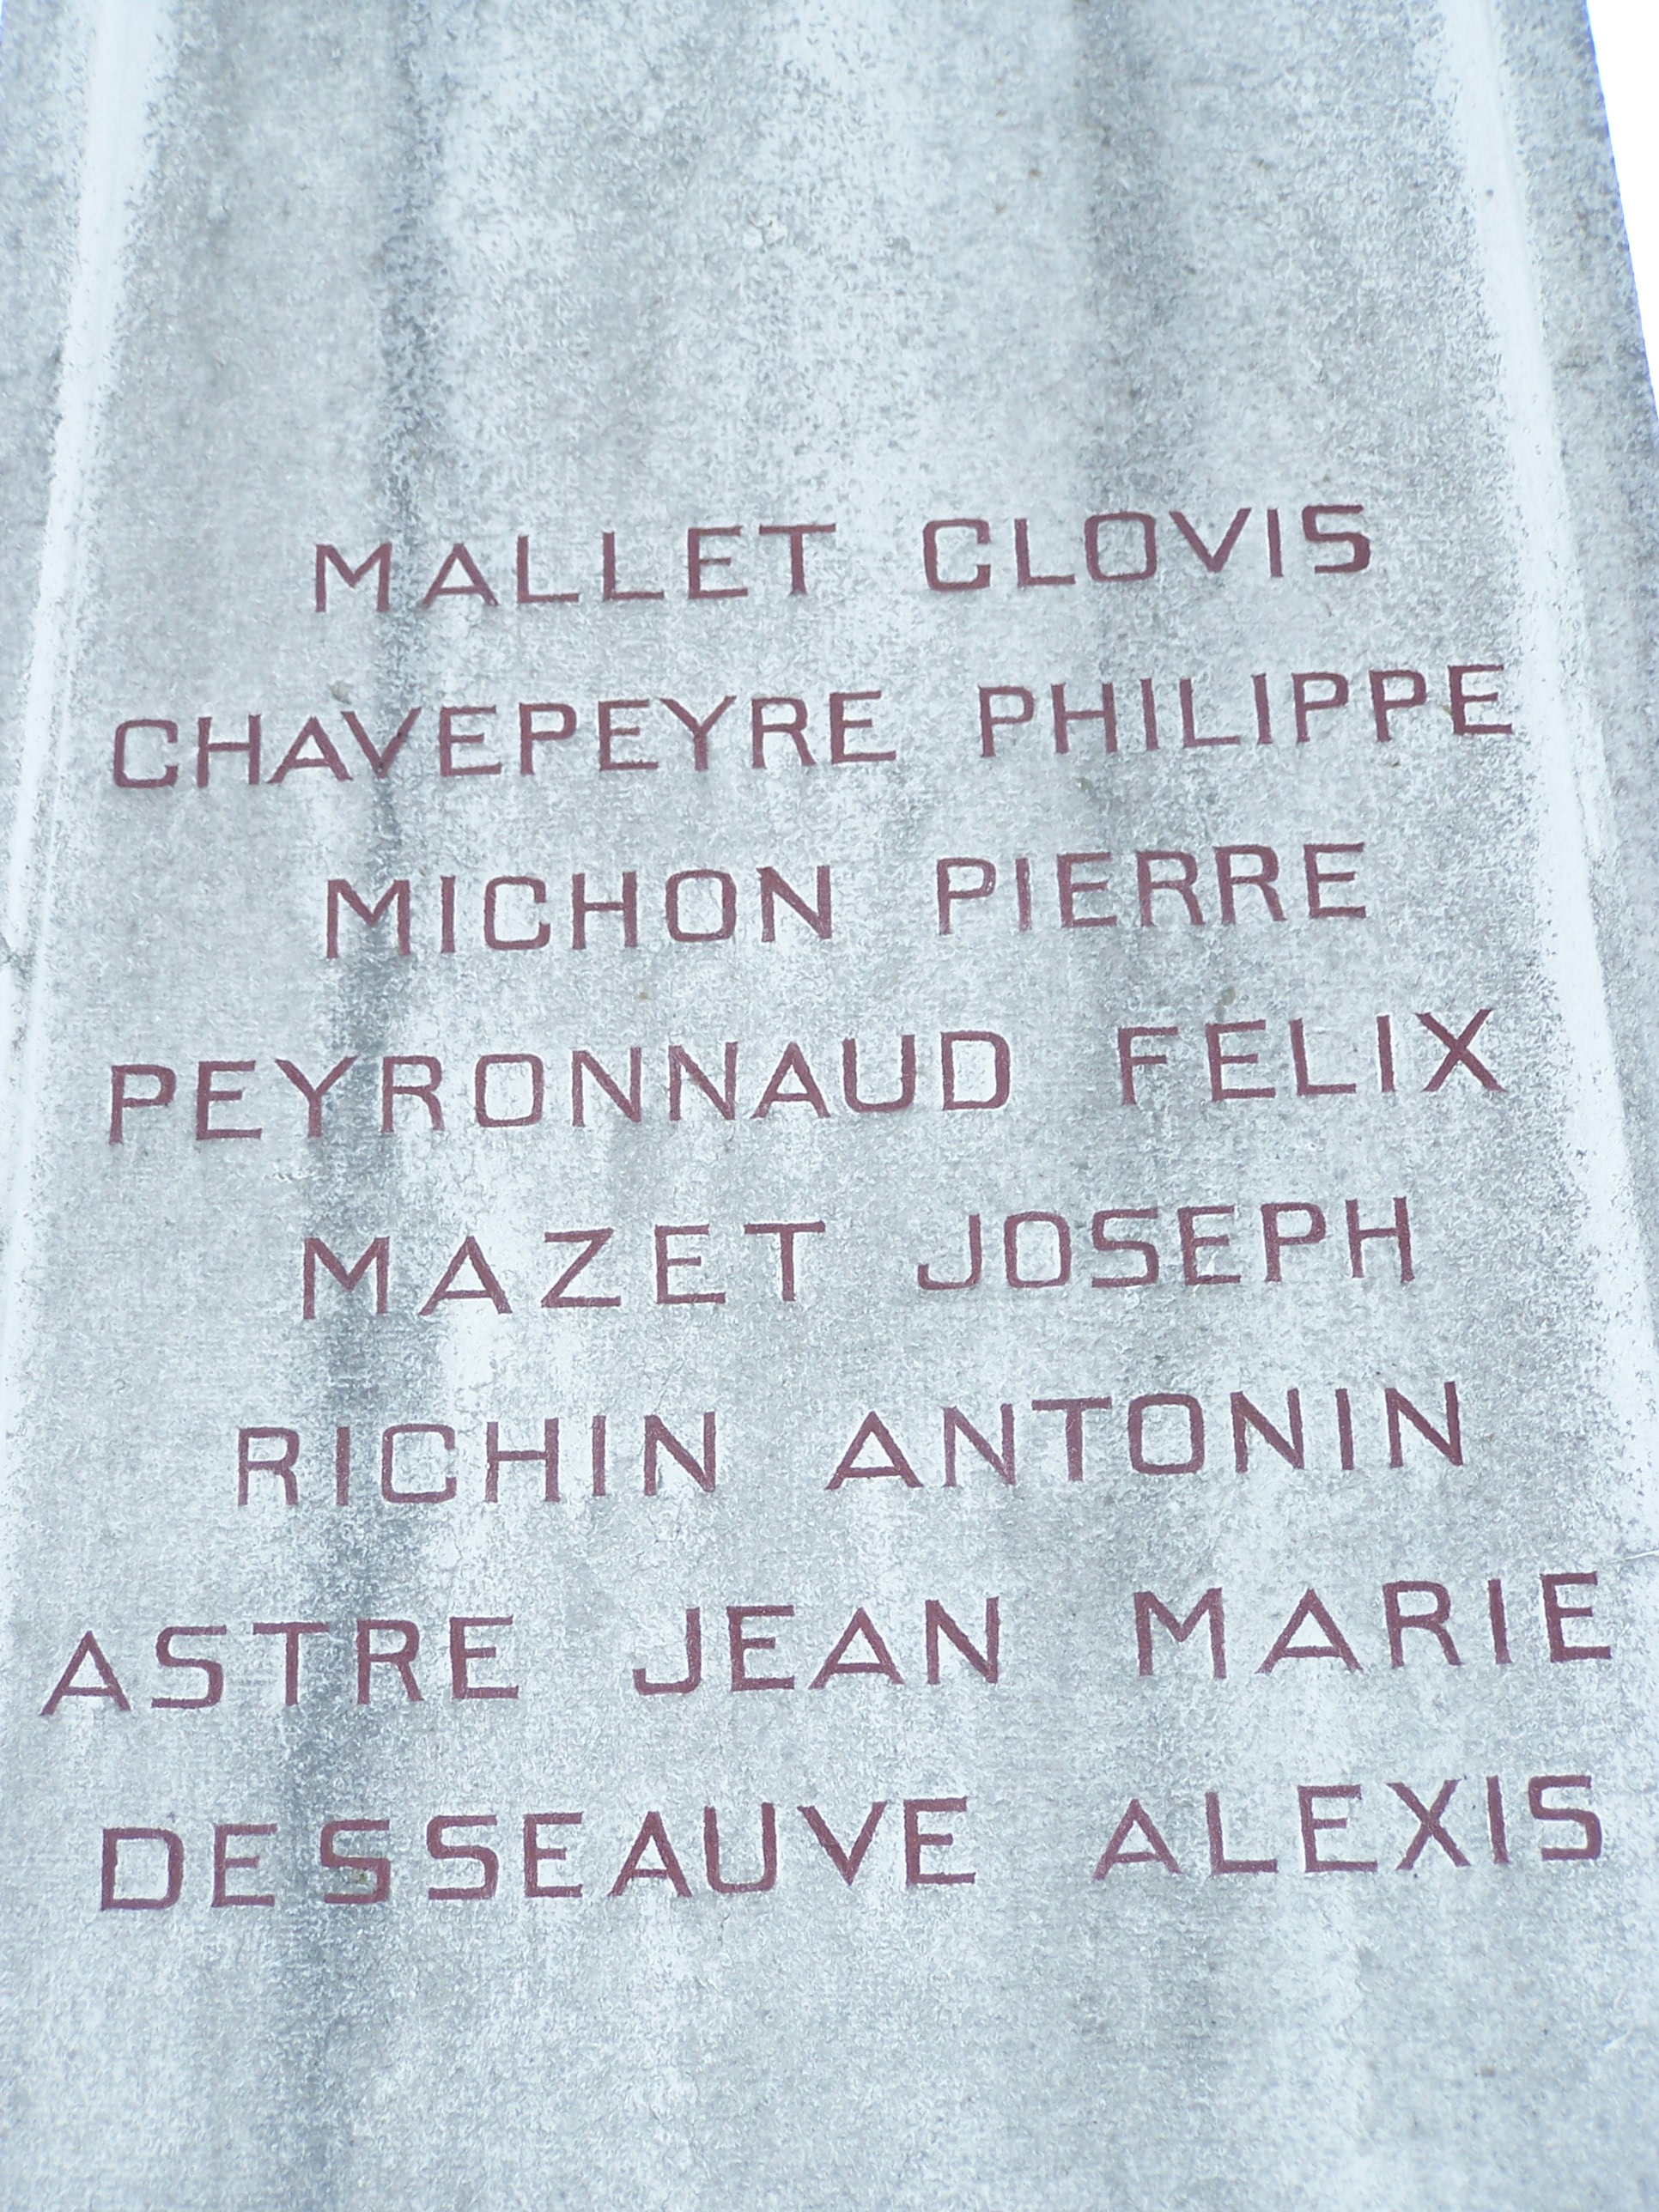 MALLET CLOVIS
CHAVEPEYRE PHILIPPE
MICHON PIERRE
PEYRONNAUD FELIX
MAZET JOSEPH
RICHIN ANTONIN
ASTRE JEAN MARIE
DESSEAUVE ALEXIS